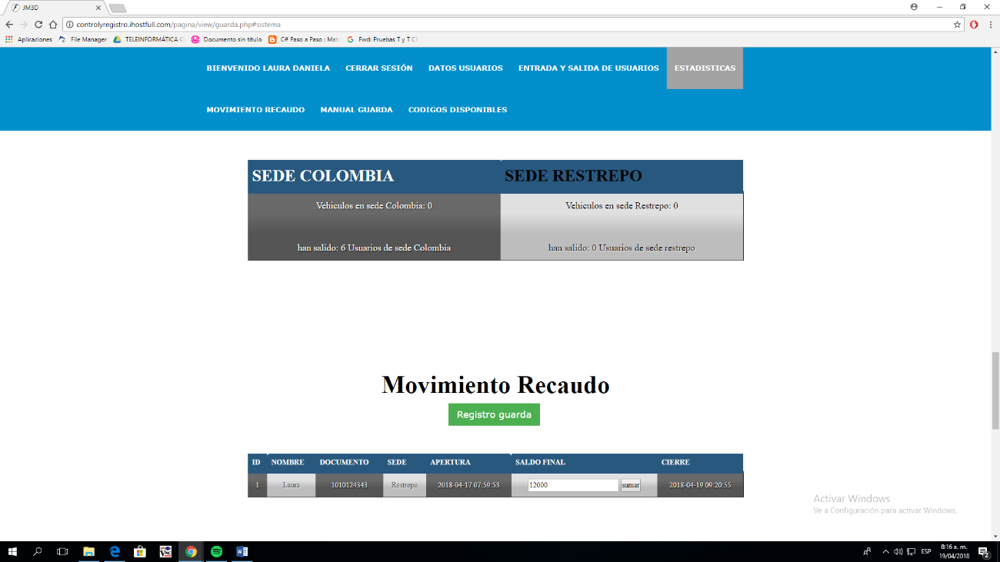 JM3D
controlyregistro.ihostfull.com/pagina/view/guarda.php#sistema
Aplicaciones File Manager TELEINFORMÁTICA C Documento sin título C# Paso a Paso : Mat Fwd: Pruebas T y T C
BIENVENIDO LAURA DANIELA CERRAR SESIÓN DATOS USUARIOS ENTRADA Y SALIDA DE USUARIOS ESTADISTICAS
MOVIMIENTO RECAUDO MANUAL GUARDA CODIGOS DISPONIBLES
SEDE COLOMBIA SEDE RESTREPO
Vehiculos en sede Colombia: 0 Vehiculos en sede Restrepo: 0
han salido: 6 Usuarios de sede Colombia han salido: 0 Usuarios de sede restrepo
Movimiento Recaudo
Registro guarda
ID NOMBRE DOCUMENTO SEDE APERTURA SALDO FINAL CIERRE
1 Laura 1010124343 Restrepo 2018-04-17 07:59:53 12000 sumar 2018-04-19 09:20:55
Activar Windows
Ve a Configuración para activar Windows.
ESP
8:16 a. m.
19/04/2018
2